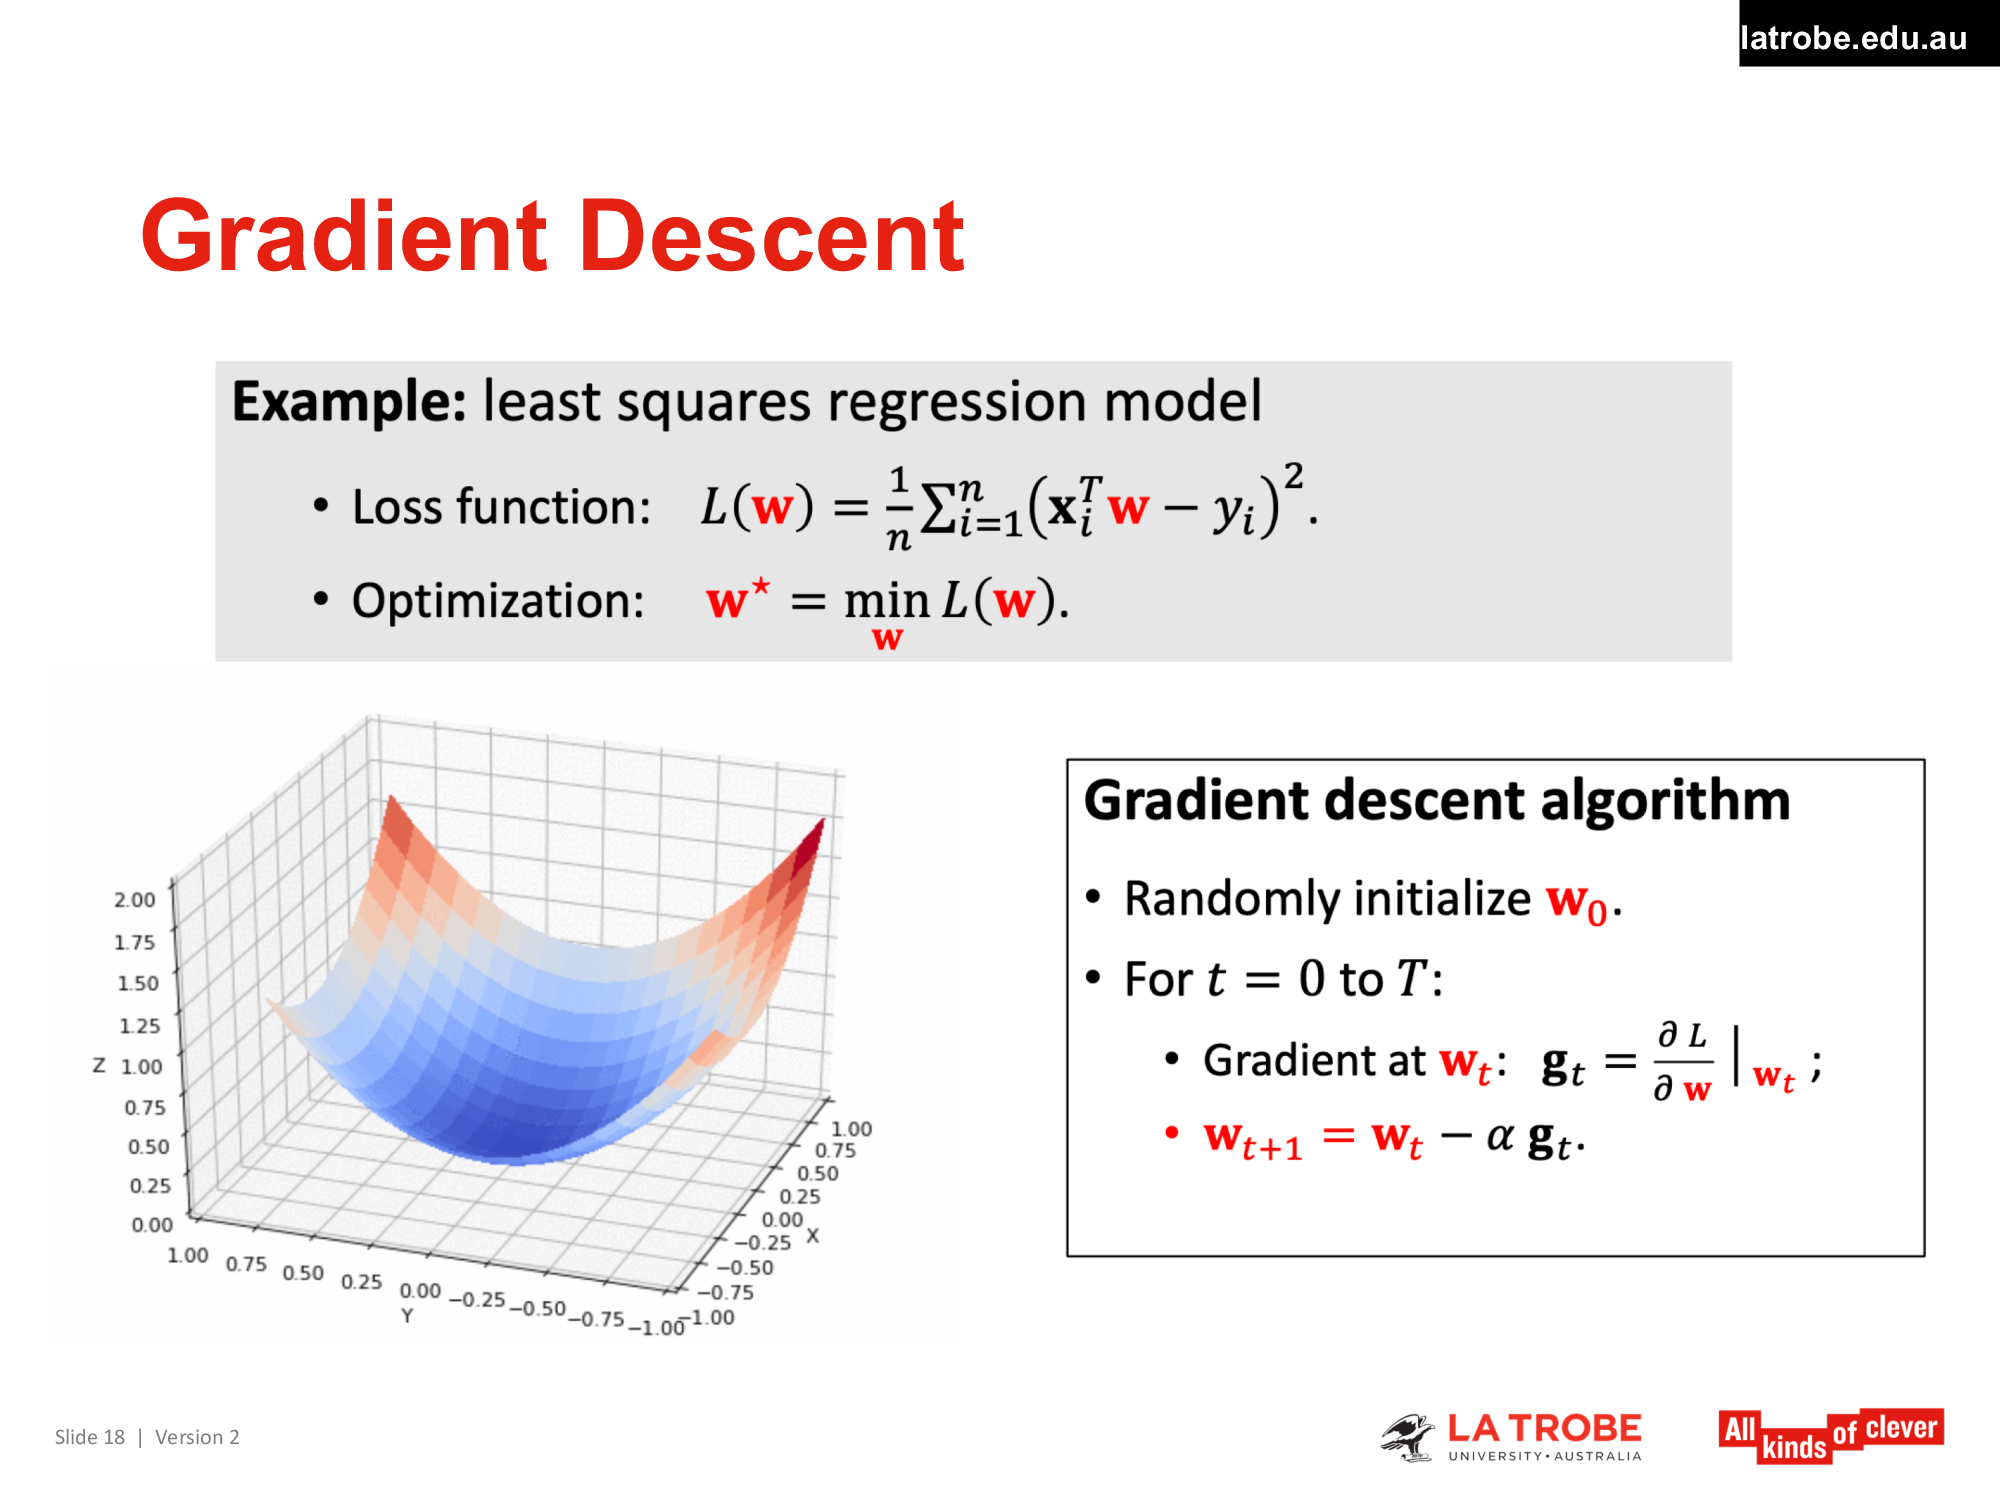 latrobe.edu.au
Gradient Descent
Example: least squares regression model
• Loss function: L(w) = 1/n ∑ᵢ₌₁ⁿ (xᵢᵀw − yᵢ)².
• Optimization: w⋆ = min_w L(w).
2.00
1.75
1.50
1.25
Z 1.00
0.75
0.50
0.25
0.00
1.00 0.75 0.50 0.25 0.00 −0.25 −0.50 −0.75 −1.00
Y
1.00
0.75
0.50
0.25
0.00
X
−0.25
−0.50
−0.75
−1.00
Gradient descent algorithm
• Randomly initialize w₀.
• For t = 0 to T:
• Gradient at wₜ: gₜ = ∂ L / ∂ w |wₜ ;
• wₜ₊₁ = wₜ − α gₜ.
Slide 18 | Version 2
LA TROBE
UNIVERSITY • AUSTRALIA
All kinds of clever